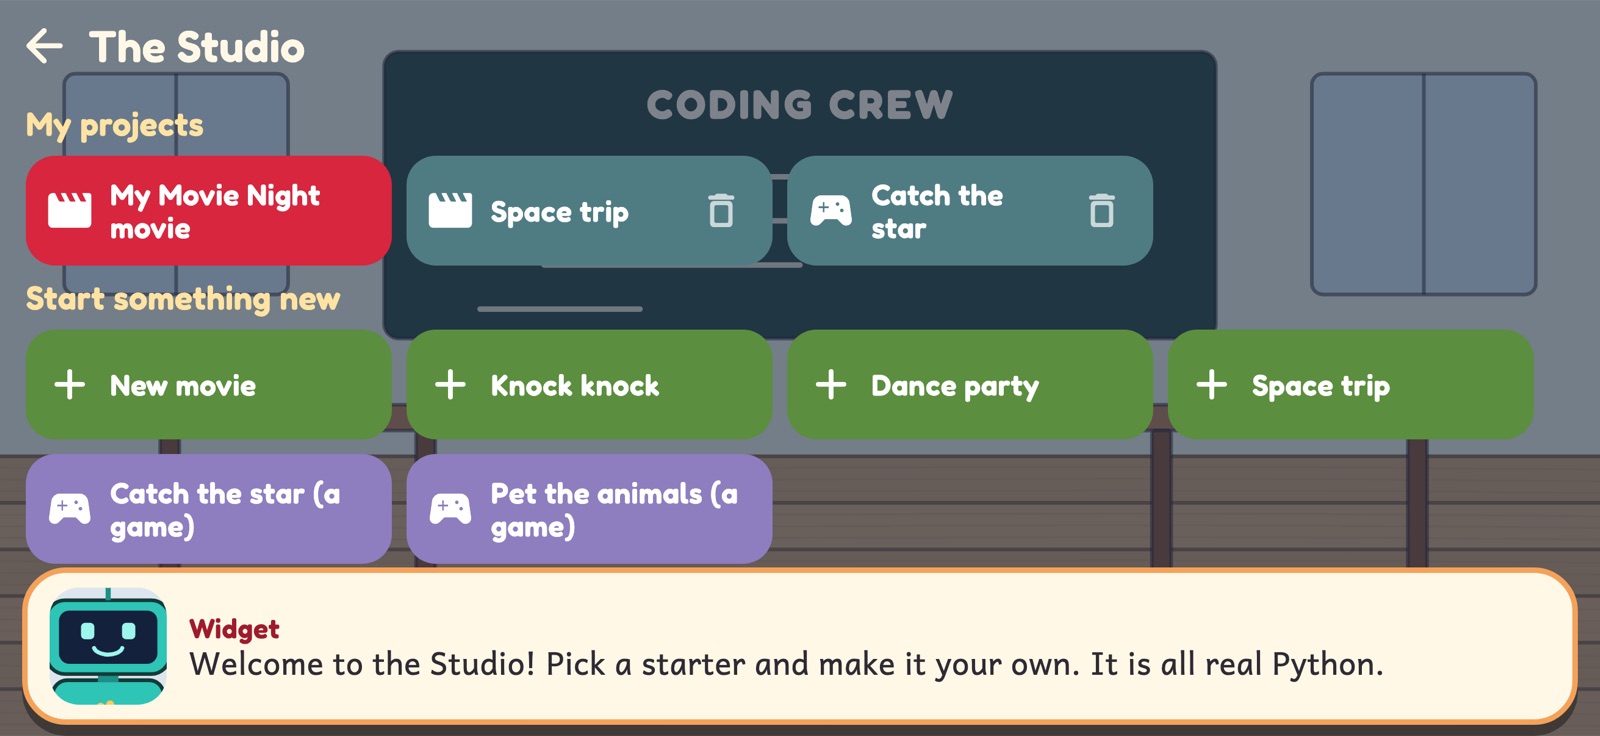 The Studio
CODING CREW
My projects
My Movie Night
movie
Space trip
Catch the
star
Start something new
New movie
Knock knock
Dance party
Space trip
Catch the star (a
game)
Pet the animals (a
game)
Widget
Welcome to the Studio! Pick a starter and make it your own. It is all real Python.